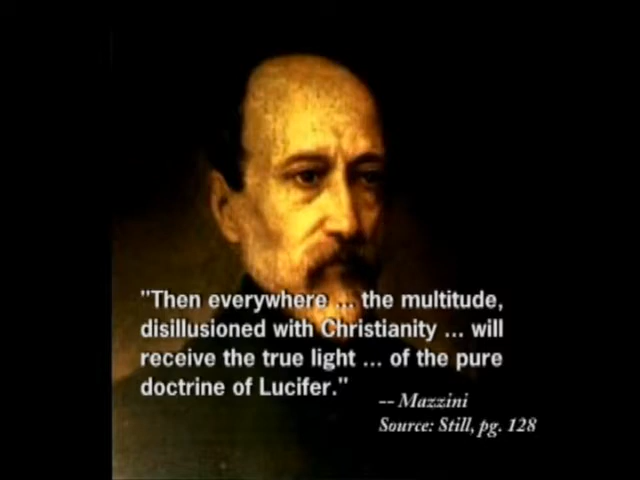 "Then everywhere ... the multitude,
disillusioned with Christianity ... will
receive the true light ... of the pure
doctrine of Lucifer."
-- Mazzini
Source: Still, pg. 128